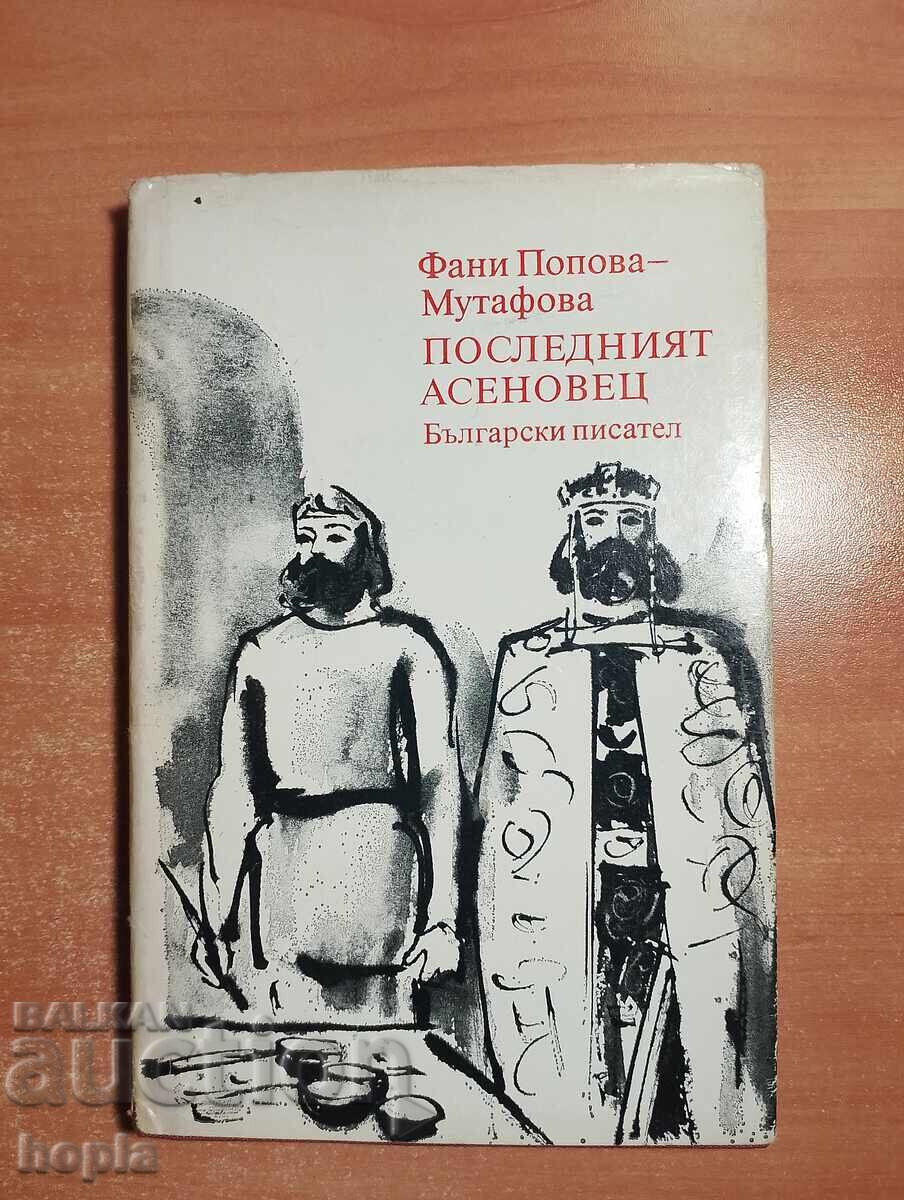 Фани Попова–
Мутафова
ПОСЛЕДНИЯТ
АСЕНОВЕЦ
Български писател
BALKAN
auction
hopla